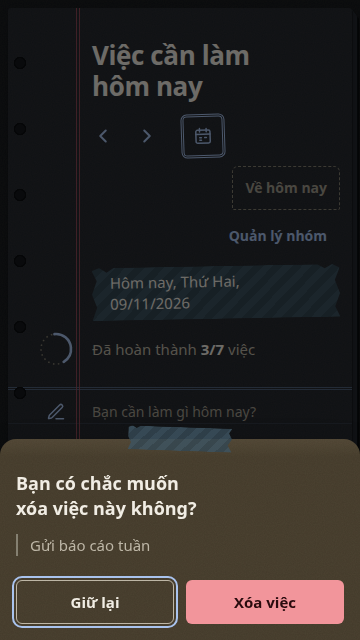 Việc cần làm
hôm nay
Về hôm nay
Quản lý nhóm
Hôm nay, Thứ Hai,
09/11/2026
Đã hoàn thành 3/7 việc
Bạn cần làm gì hôm nay?
Bạn có chắc muốn
xóa việc này không?
Gửi báo cáo tuần
Giữ lại
Xóa việc